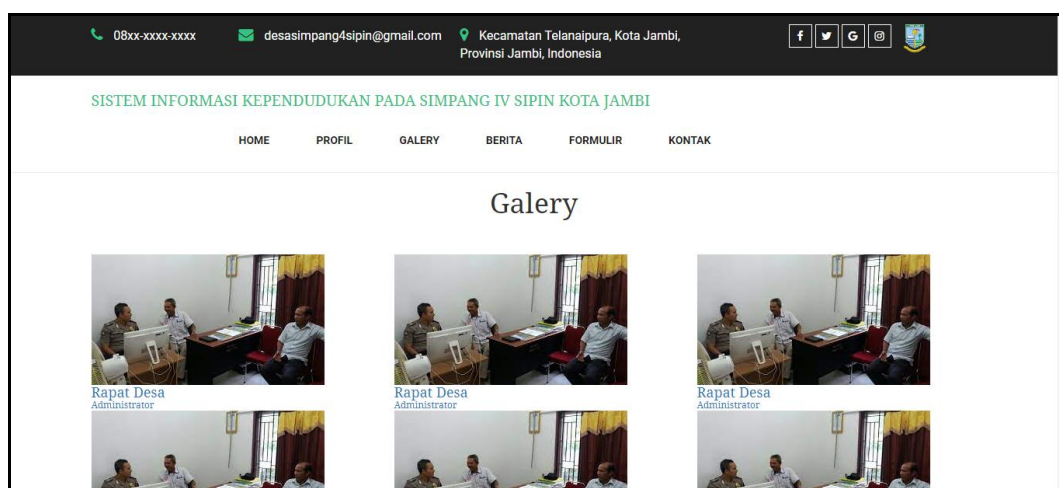 08xx-xxxx-xxxx
desasimpang4sipin@gmail.com
Kecamatan Telanaipura, Kota Jambi,
Provinsi Jambi, Indonesia
SISTEM INFORMASI KEPENDUDUKAN PADA SIMPANG IV SIPIN KOTA JAMBI
HOME PROFIL GALERY BERITA FORMULIR KONTAK
Galery
Rapat Desa
Administrator
Rapat Desa
Administrator
Rapat Desa
Administrator